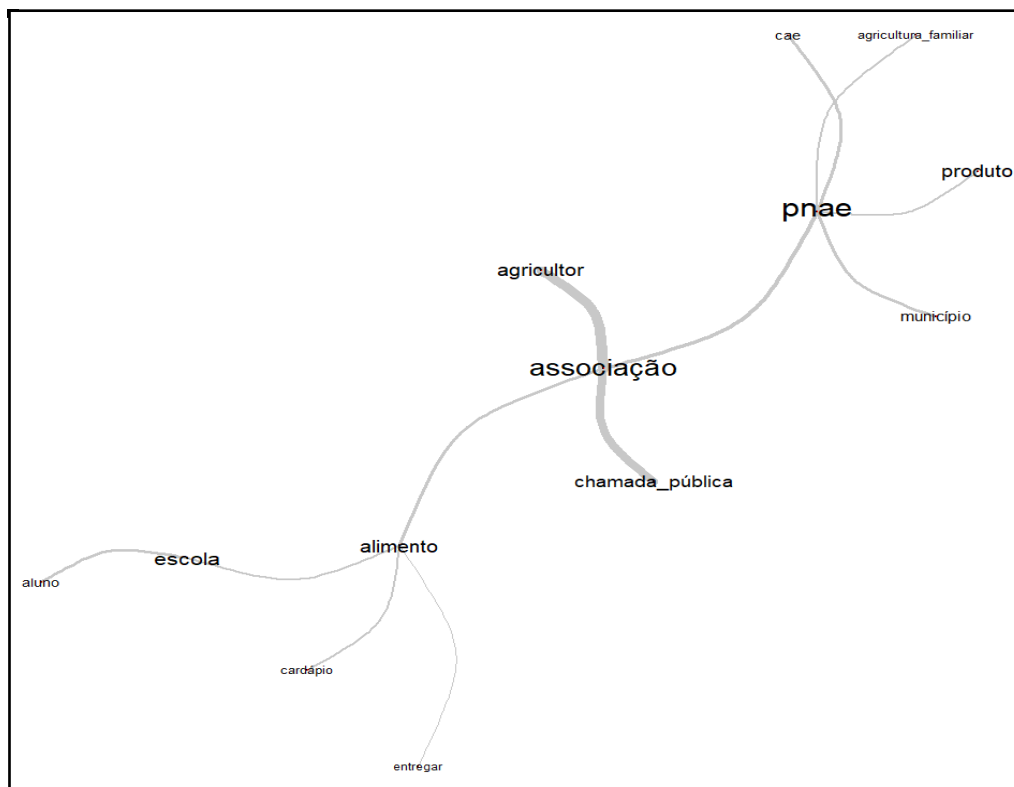 cae
agricultura_familiar
produto
pnae
agricultor
município
associação
chamada_pública
alimento
escola
aluno
cardápio
entregar